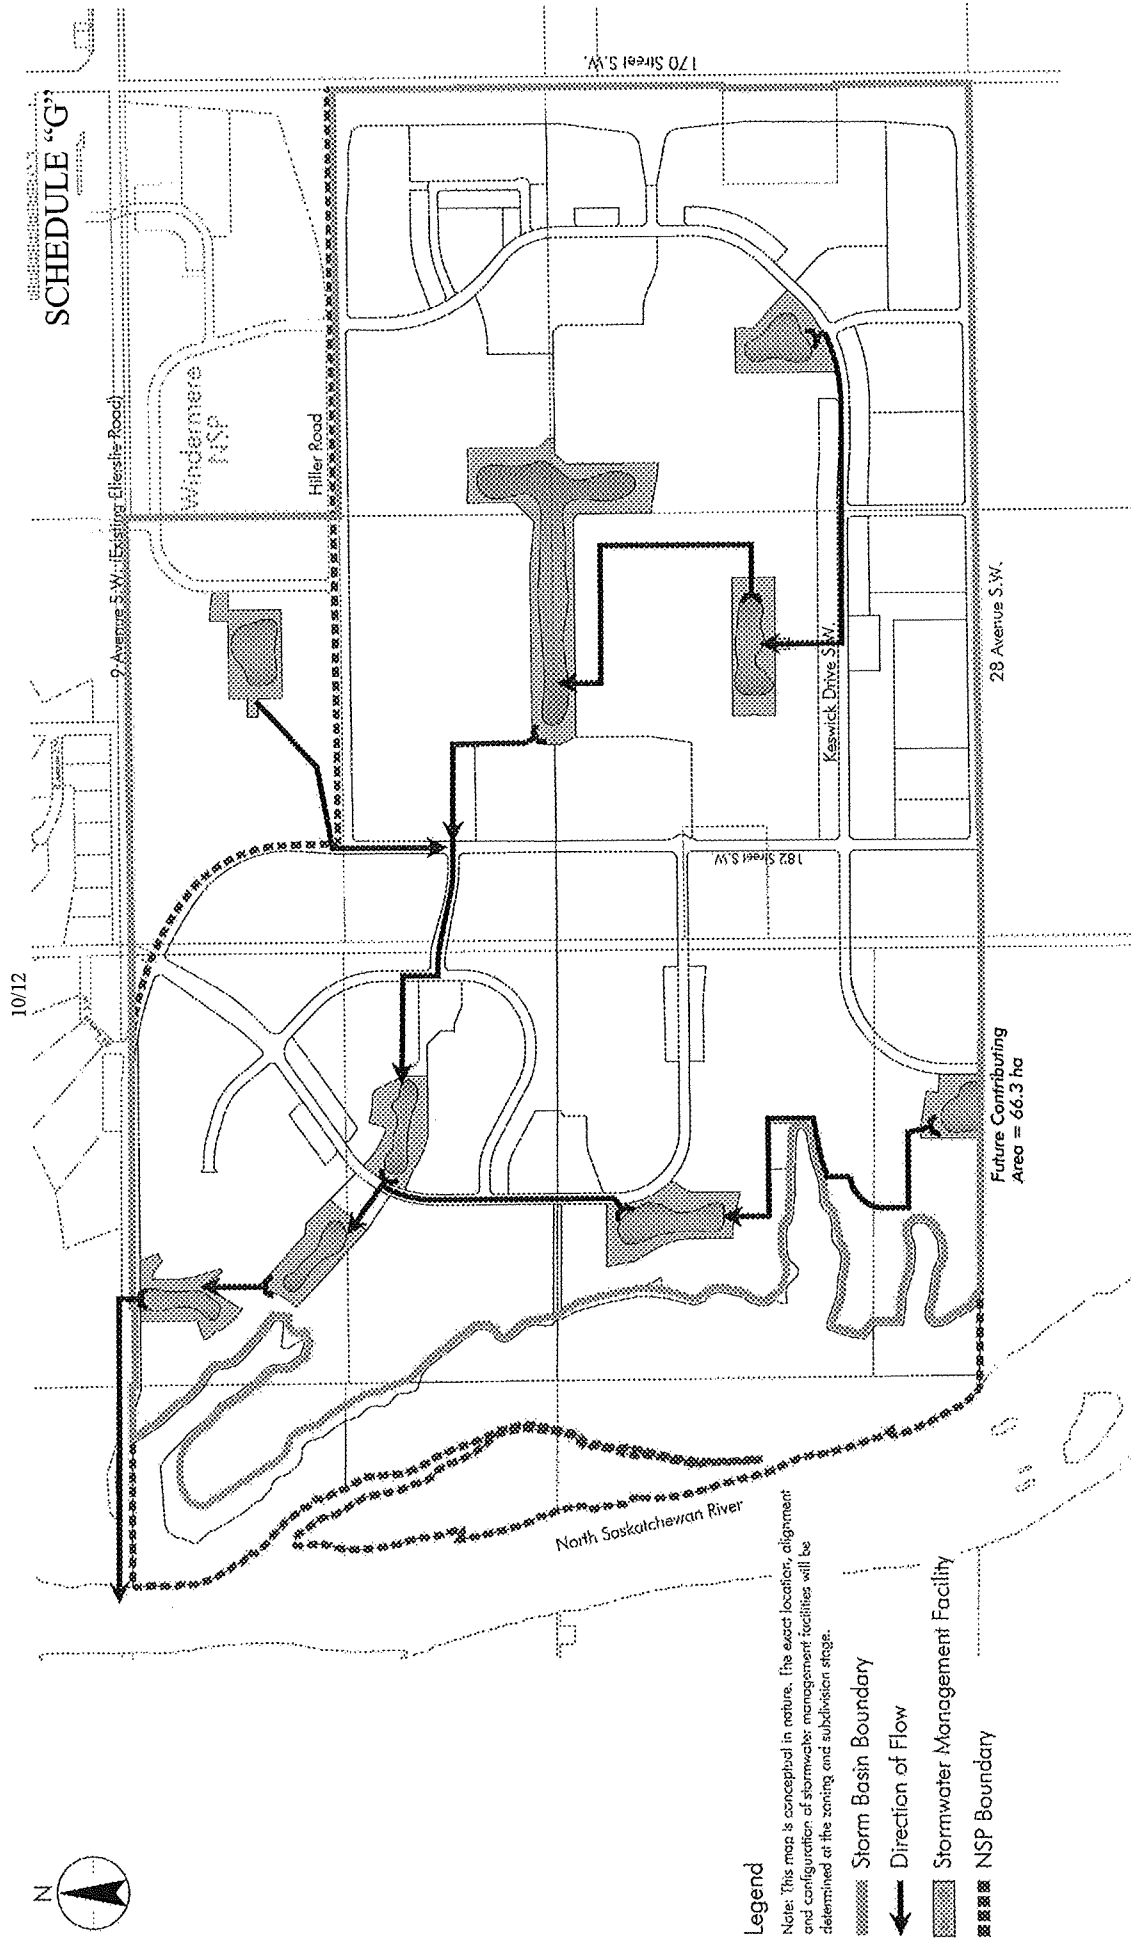 10/12
SCHEDULE “G”
170 Street S.W.
9 Avenue S.W. (Existing Ellerslie Road)
Windermere
NSP
Hiller Road
Keswick Drive S.W.
182 Street S.W.
28 Avenue S.W.
Future Contributing
Area = 66.3 ha
North Saskatchewan River
N
Legend
Note: This map is conceptual in nature. The exact location, alignment
and configuration of stormwater management facilities will be
determined at the zoning and subdivision stage.
Storm Basin Boundary
Direction of Flow
Stormwater Management Facility
NSP Boundary